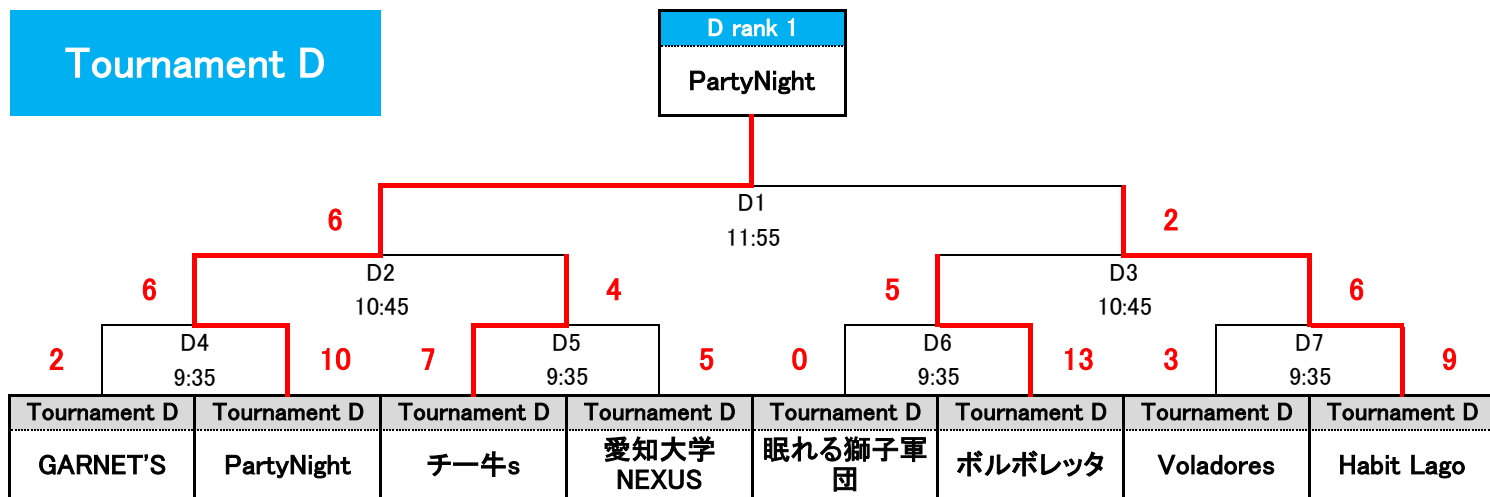 Tournament D
D rank 1
PartyNight
D1
11:55
6
2
D2
10:45
D3
10:45
6
4
5
6
D4
9:35
D5
9:35
D6
9:35
D7
9:35
2
10
7
5
0
13
3
9
Tournament D
Tournament D
Tournament D
Tournament D
Tournament D
Tournament D
Tournament D
Tournament D
GARNET'S
PartyNight
チー牛s
愛知大学
NEXUS
眠れる獅子軍
団
ボルボレッタ
Voladores
Habit Lago